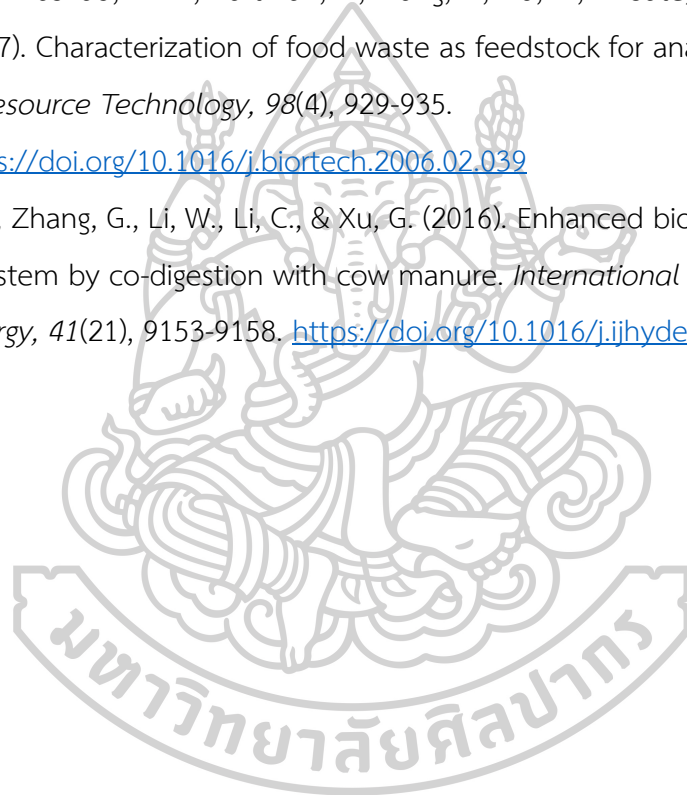 7). Characterization of food waste as feedstock for ana
esource Technology, 98(4), 929-935.
s://doi.org/10.1016/j.biortech.2006.02.039
, Zhang, G., Li, W., Li, C., & Xu, G. (2016). Enhanced bio
stem by co-digestion with cow manure. International
rgy, 41(21), 9153-9158. https://doi.org/10.1016/j.ijhyde
มหาวิทยาลัยศิลปากร